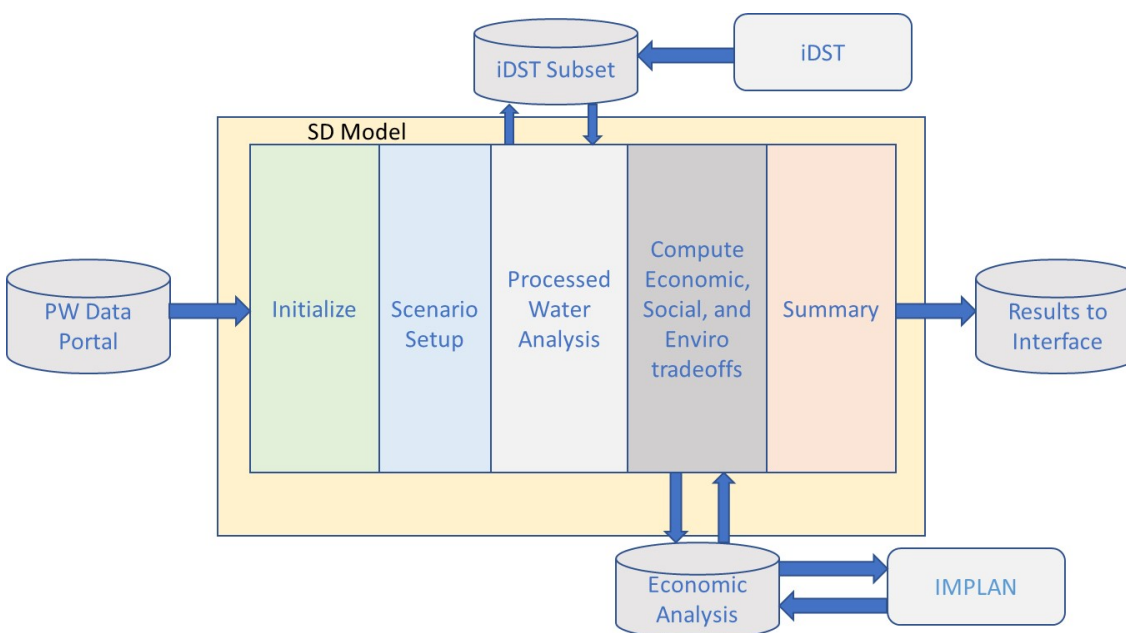 iDST Subset
iDST
SD Model
PW Data
Portal
Initialize
Scenario
Setup
Processed
Water
Analysis
Compute
Economic,
Social, and
Enviro
tradeoffs
Summary
Results to
Interface
Economic
Analysis
IMPLAN